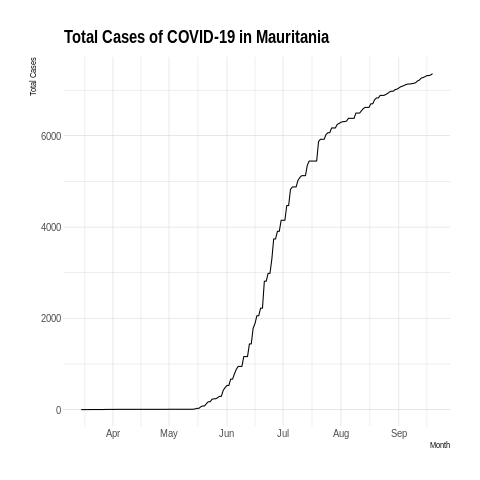 Total Cases of COVID-19 in Mauritania
Total Cases
6000
4000
2000
0
Apr May Jun Jul Aug Sep
Month